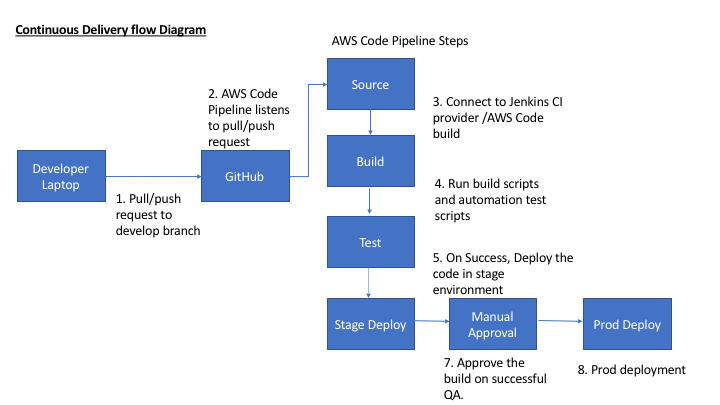 Continuous Delivery flow Diagram
AWS Code Pipeline Steps
Source
2. AWS Code
Pipeline listens
to pull/push
request
3. Connect to Jenkins CI
provider /AWS Code
build
Developer
Laptop
GitHub
Build
1. Pull/push
request to
develop branch
4. Run build scripts
and automation test
scripts
Test
5. On Success, Deploy the
code in stage
environment
Stage Deploy
Manual
Approval
Prod Deploy
7. Approve the
build on successful
QA.
8. Prod deployment